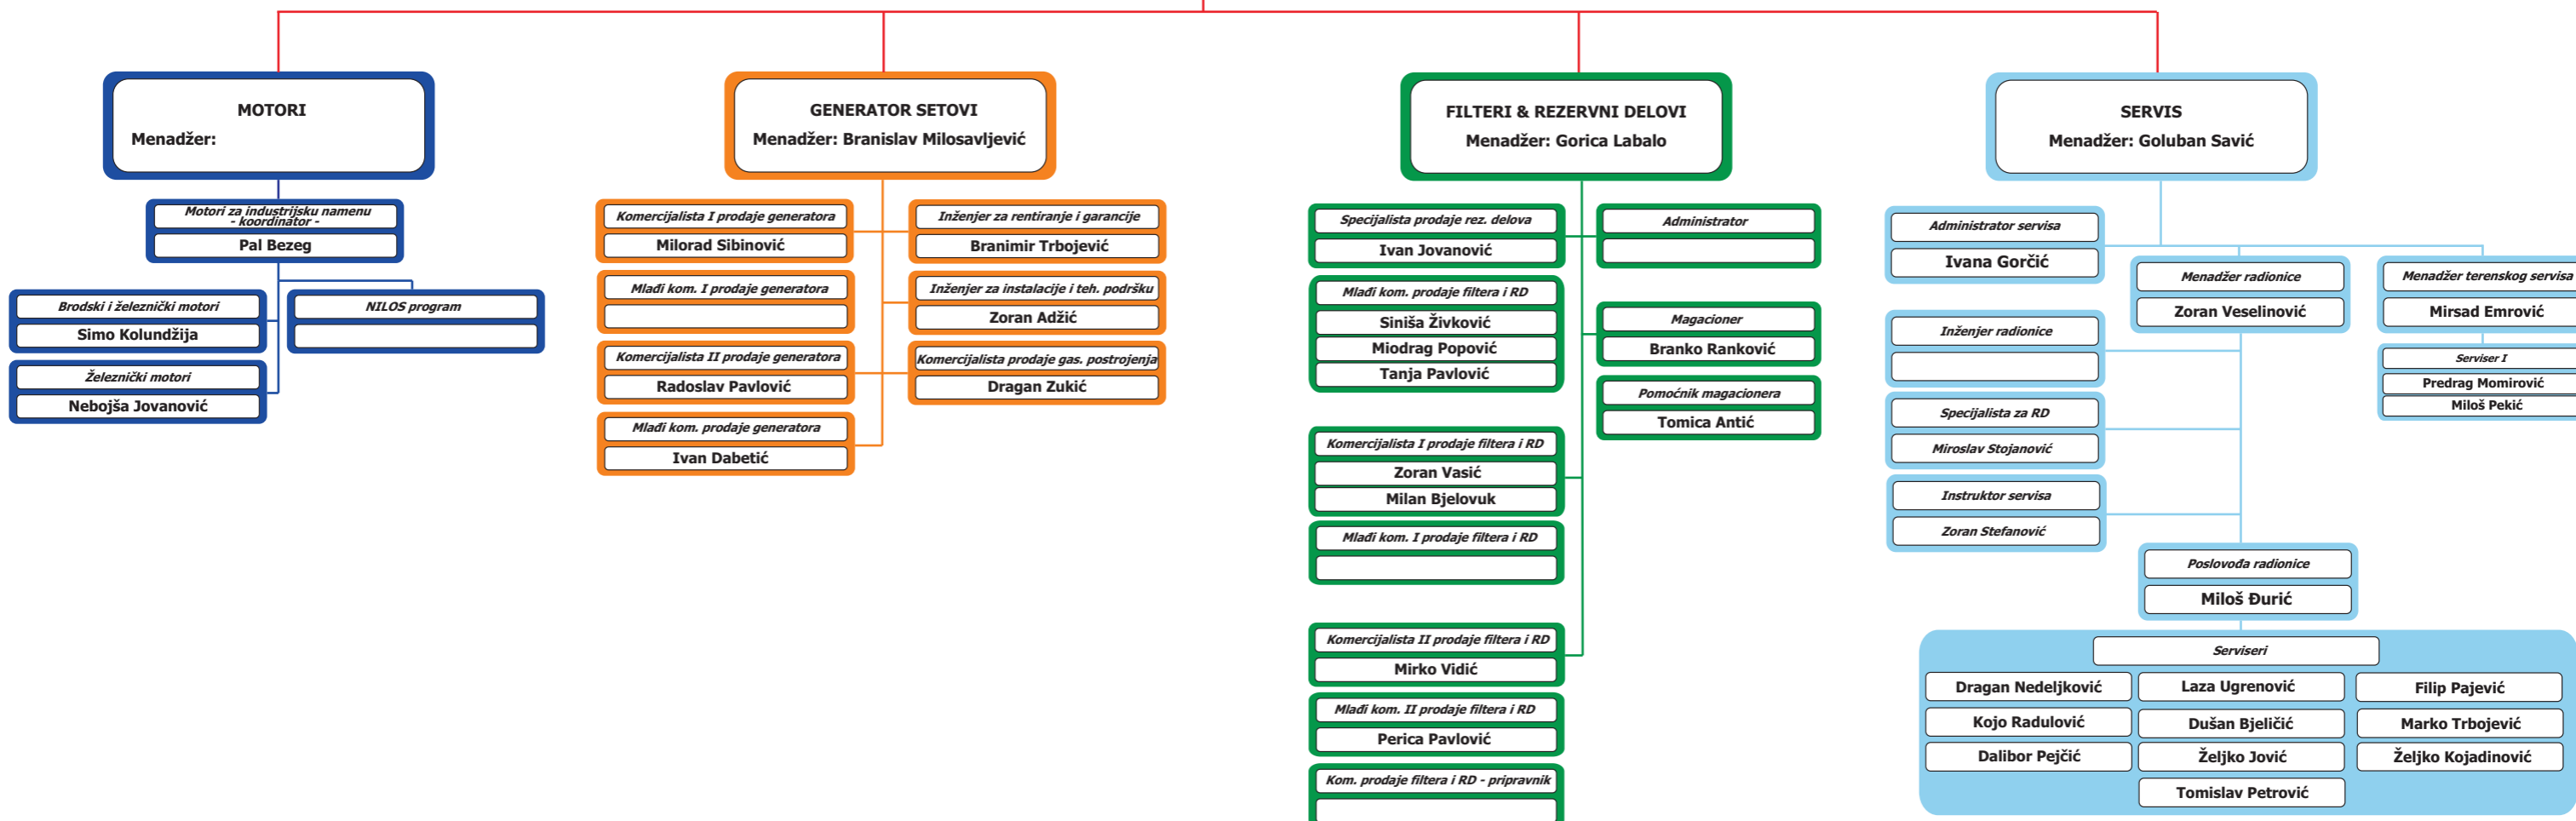 MOTORI
Menadžer:
Motori za industrijsku namenu
- koordinator -
Pal Bezeg
Brodski i železnički motori
Simo Kolundžija
NILOS program
Železnički motori
Nebojša Jovanović
GENERATOR SETOVI
Menadžer: Branislav Milosavljević
Komercijalista I prodaje generatora
Milorad Sibinović
Inženjer za rentiranje i garancije
Branimir Trbojević
Mlađi kom. I prodaje generatora
Inženjer za instalacije i teh. podršku
Zoran Adžić
Komercijalista II prodaje generatora
Radoslav Pavlović
Komercijalista prodaje gas. postrojenja
Dragan Zukić
Mlađi kom. prodaje generatora
Ivan Dabetić
FILTERI & REZERVNI DELOVI
Menadžer: Gorica Labalo
Specijalista prodaje rez. delova
Ivan Jovanović
Administrator
Mlađi kom. prodaje filtera i RD
Siniša Živković
Miodrag Popović
Tanja Pavlović
Magacioner
Branko Ranković
Pomoćnik magacionera
Tomica Antić
Komercijalista I prodaje filtera i RD
Zoran Vasić
Milan Bjelovuk
Mlađi kom. I prodaje filtera i RD
Komercijalista II prodaje filtera i RD
Mirko Vidić
Mlađi kom. II prodaje filtera i RD
Perica Pavlović
Kom. prodaje filtera i RD - pripravnik
SERVIS
Menadžer: Goluban Savić
Administrator servisa
Ivana Gorčić
Menadžer radionice
Zoran Veselinović
Menadžer terenskog servisa
Mirsad Emrović
Inženjer radionice
Serviser I
Predrag Momirović
Miloš Pekić
Specijalista za RD
Miroslav Stojanović
Instruktor servisa
Zoran Stefanović
Poslovođa radionice
Miloš Đurić
Serviseri
Dragan Nedeljković
Laza Ugrenović
Filip Pajević
Kojo Radulović
Dušan Bjeličić
Marko Trbojević
Dalibor Pejčić
Željko Jović
Željko Kojadinović
Tomislav Petrović